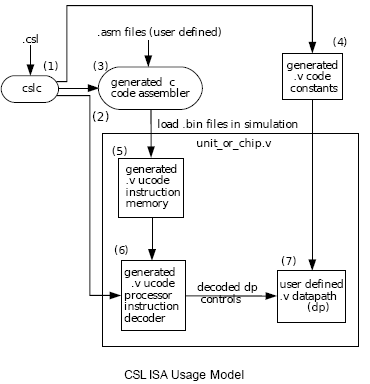 .csl
.asm files (user defined)
(4)
(1)
(3)
cslc
generated c
code assembler
generated
.v code
constants
(2)
load .bin files in simulation
unit_or_chip.v
(5)
generated
.v ucode
instruction
memory
(6)
generated
.v ucode
processor
instruction
decoder
decoded dp
controls
(7)
user defined
.v datapath
(dp)
CSL ISA Usage Model